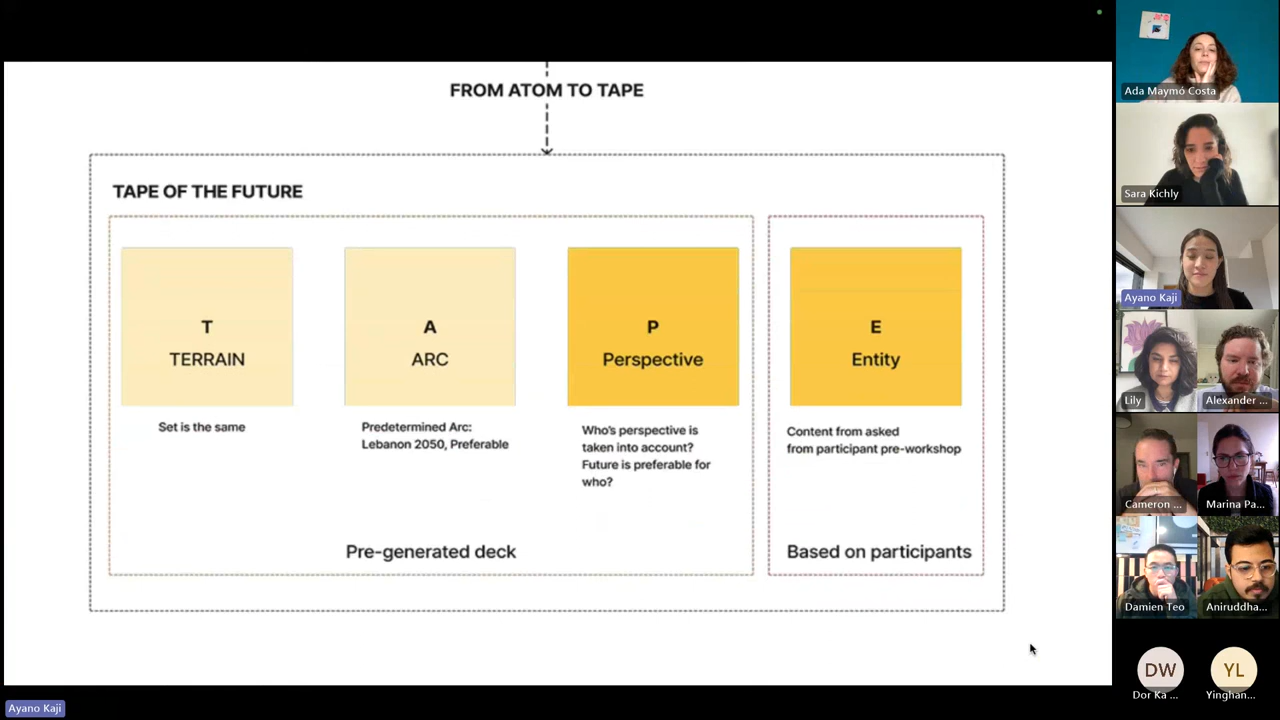 FROM ATOM TO TAPE
TAPE OF THE FUTURE
T
TERRAIN
A
ARC
P
Perspective
E
Entity
Set is the same
Predetermined Arc:
Lebanon 2050, Preferable
Who's perspective is
taken into account?
Future is preferable for
who?
Content from asked
from participant pre-workshop
Pre-generated deck
Based on participants
Ayano Kaji
Ada Maymó Costa
Sara Kichly
Ayano Kaji
Lily
Alexander ...
Cameron ...
Marina Pa...
Damien Teo
Aniruddha...
DW
Dor Ka ...
YL
Yinghan...